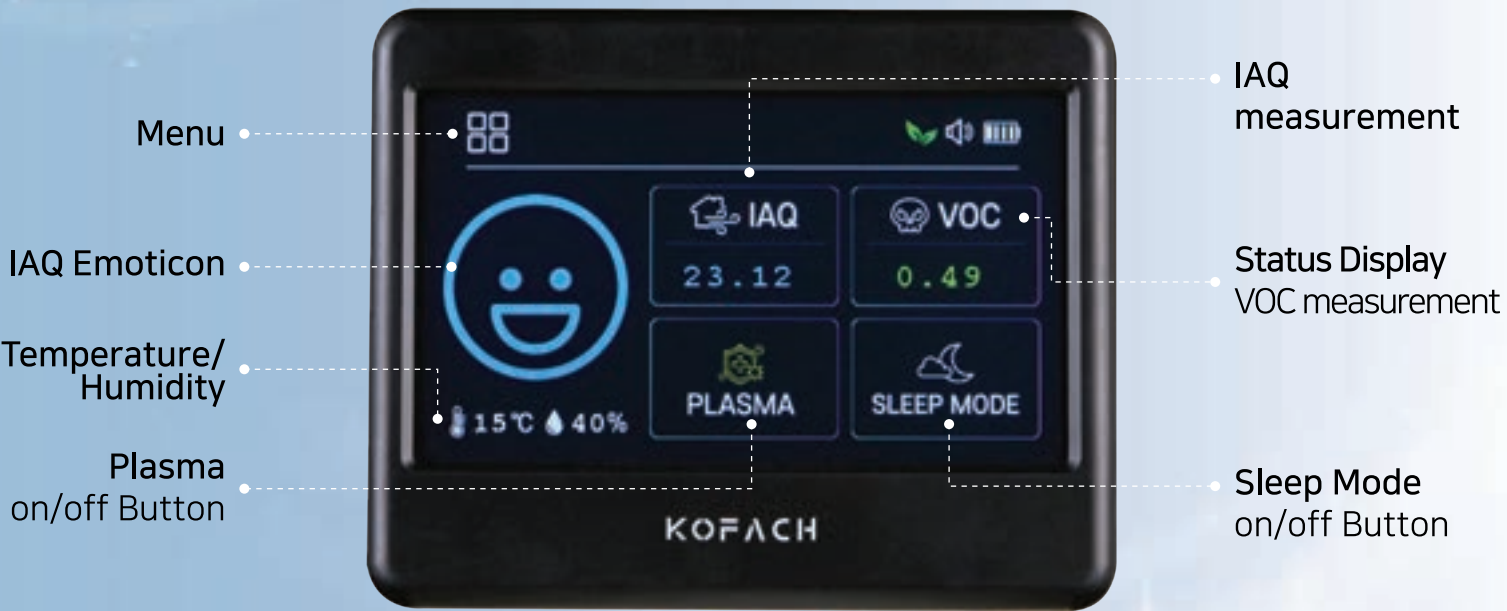 Menu
IAQ Emoticon
Temperature/
Humidity
Plasma
on/off Button
IAQ
23.12
VOC
0.49
15℃ 40%
PLASMA
SLEEP MODE
KOFACH
IAQ
measurement
Status Display
VOC measurement
Sleep Mode
on/off Button